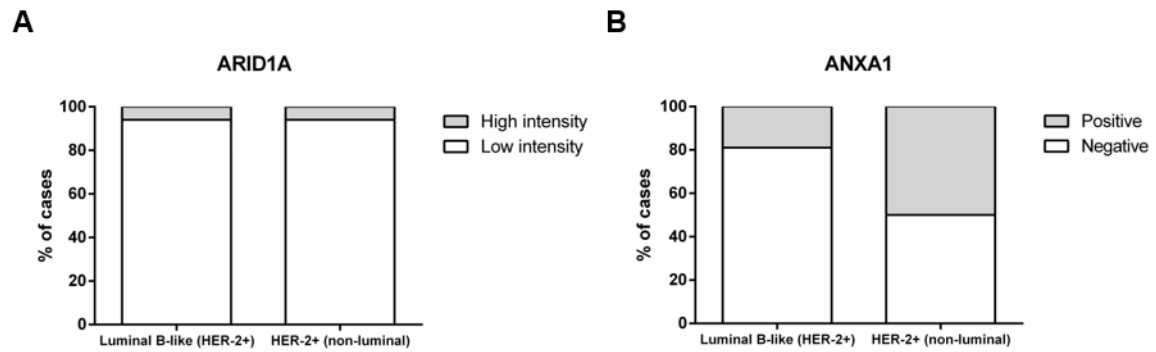 A
ARID1A
% of cases
100
80
60
40
20
0
Luminal B-like (HER-2+)
HER-2+ (non-luminal)
High intensity
Low intensity
B
ANXA1
% of cases
100
80
60
40
20
0
Luminal B-like (HER-2+)
HER-2+ (non-luminal)
Positive
Negative